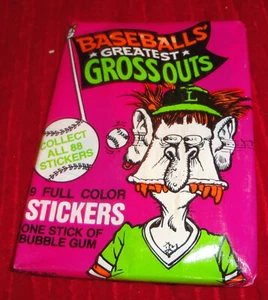 BASEBALLS'
GREATEST
GROSS OUTS
COLLECT
ALL 88
STICKERS
L
9 FULL COLOR
STICKERS
ONE STICK OF
BUBBLE GUM
L